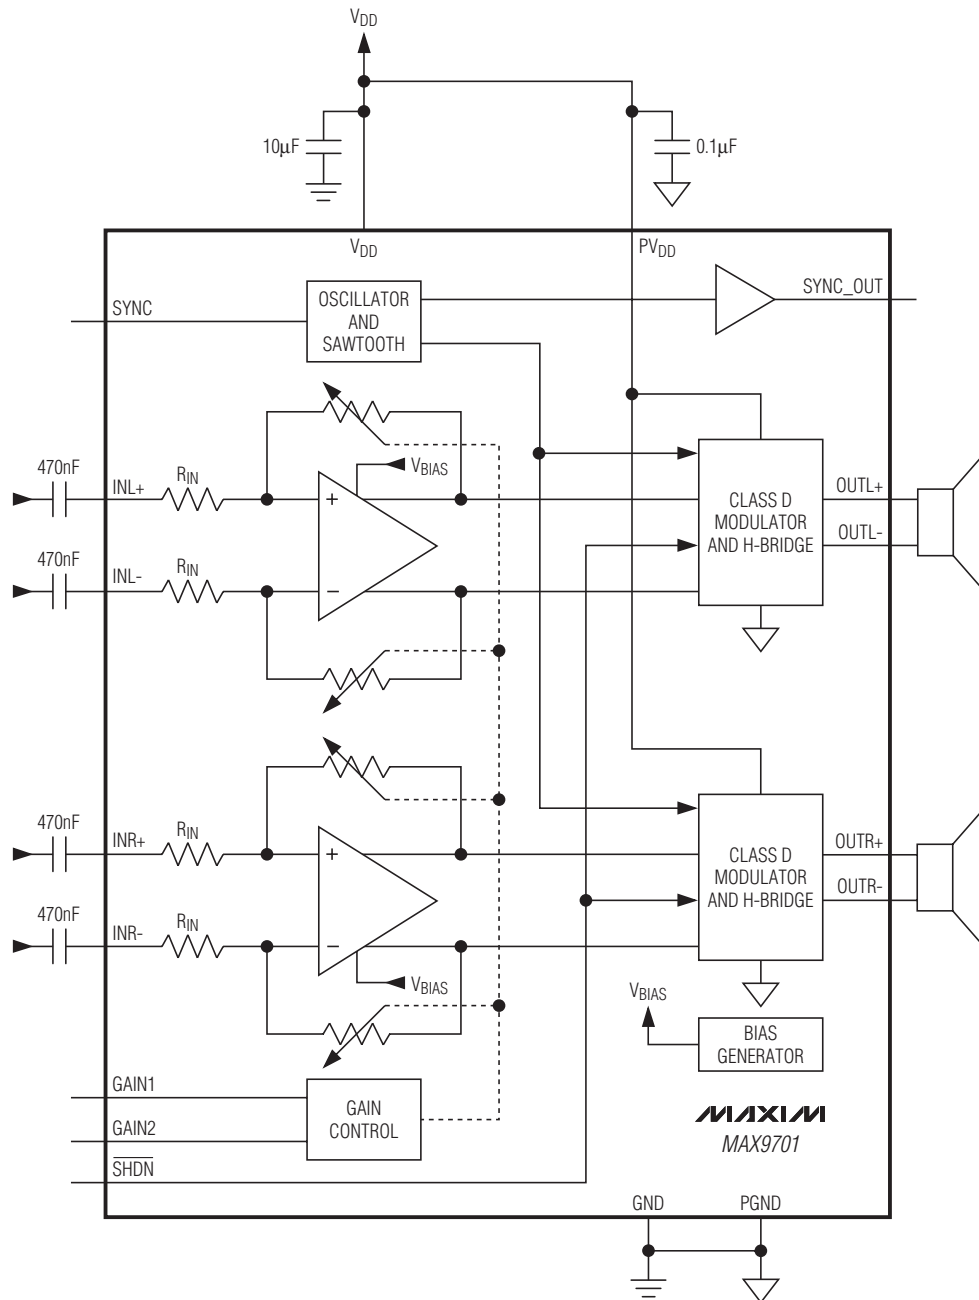 VDD
10µF
0.1µF
VDD
PVDD
SYNC
OSCILLATOR
AND
SAWTOOTH
SYNC_OUT
VBIAS
470nF
INL+
RIN
+
CLASS D
MODULATOR
AND H-BRIDGE
OUTL+
OUTL-
470nF
INL-
RIN
−
470nF
INR+
RIN
+
CLASS D
MODULATOR
AND H-BRIDGE
OUTR+
OUTR-
470nF
INR-
RIN
−
VBIAS
VBIAS
BIAS
GENERATOR
GAIN1
GAIN2
GAIN
CONTROL
SHDN
MAXIM
MAX9701
GND
PGND